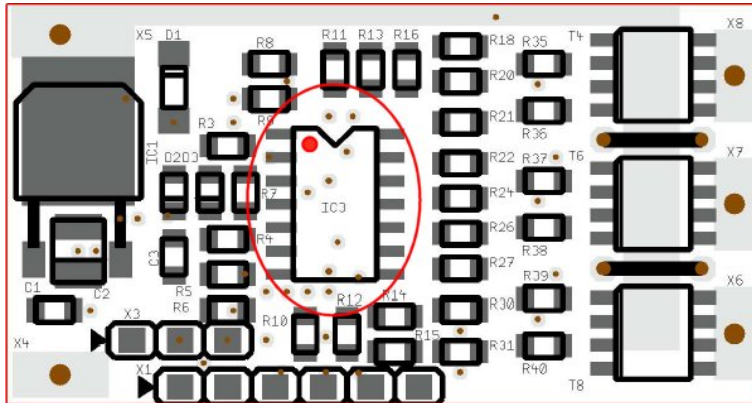 X5
D1
R8
R11
R13
R16
R18
R35
T4
X8
R20
R9
R21
R36
R3
IC1
D2
D3
R22
R37
T6
X7
R7
IC3
R24
R4
R26
R38
C3
R27
R5
R39
X6
C1
C2
R6
R12
R14
R30
X3
R10
R15
R31
R40
X4
X1
T8